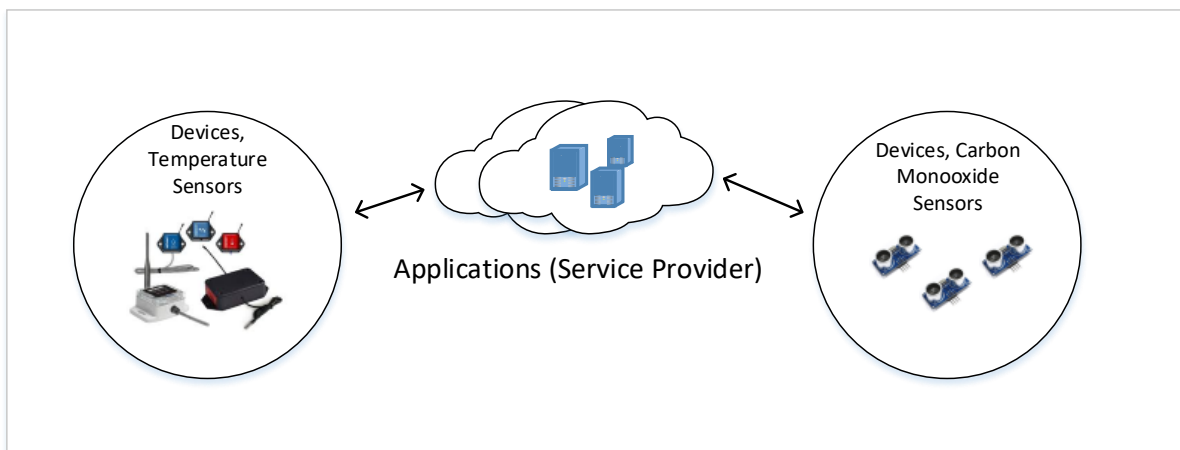 Devices,
Temperature
Sensors
Devices, Carbon
Monooxide
Sensors
Applications (Service Provider)